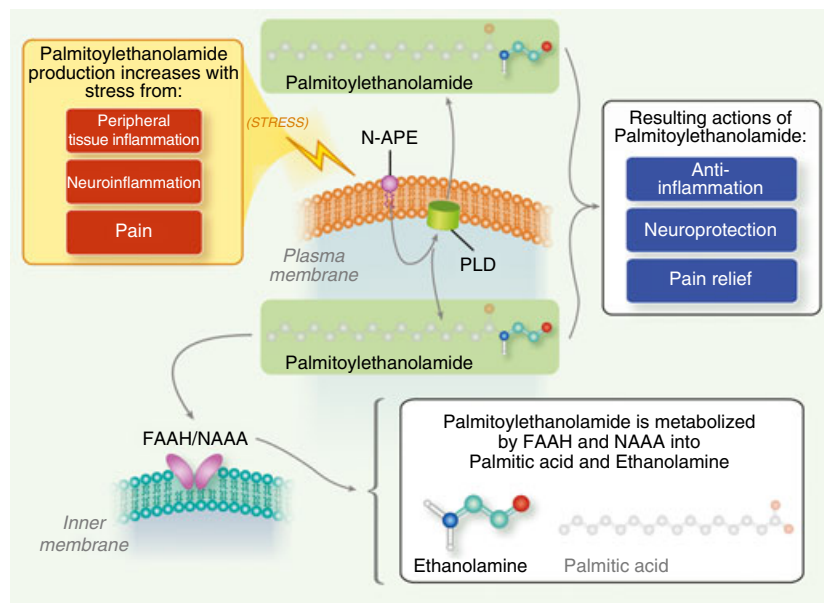 Palmitoylethanolamide
production increases with
stress from:
Peripheral
tissue inflammation
Neuroinflammation
Pain
(STRESS)
Palmitoylethanolamide
N-APE
Plasma
membrane
PLD
Palmitoylethanolamide
Resulting actions of
Palmitoylethanolamide:
Anti-
inflammation
Neuroprotection
Pain relief
FAAH/NAAA
Inner
membrane
Palmitoylethanolamide is metabolized
by FAAH and NAAA into
Palmitic acid and Ethanolamine
Ethanolamine
Palmitic acid